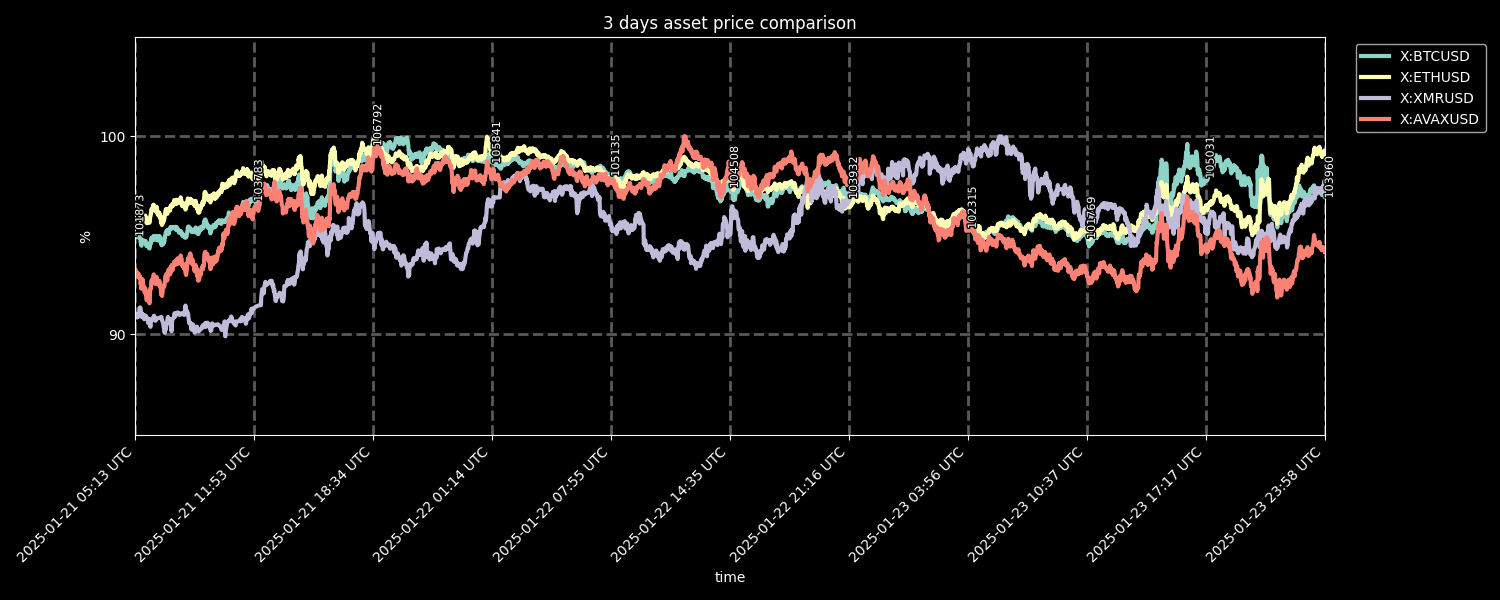 3 days asset price comparison
X:BTCUSD
X:ETHUSD
X:XMRUSD
X:AVAXUSD
%
100
90
103783
106792
105841
105135
104508
103932
102315
101769
105031
103960
2025-01-21 05:13 UTC
2025-01-21 11:53 UTC
2025-01-21 18:34 UTC
2025-01-22 01:14 UTC
2025-01-22 07:55 UTC
2025-01-22 14:35 UTC
2025-01-22 21:16 UTC
2025-01-23 03:56 UTC
2025-01-23 10:37 UTC
2025-01-23 17:17 UTC
2025-01-23 23:58 UTC
time